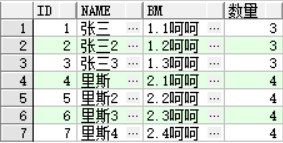 ID NAME BM 数量
1 1 张三 … 1.1呵呵 … 3
2 2 张三2 … 1.2呵呵 … 3
3 3 张三3 … 1.3呵呵 … 3
4 4 里斯 … 2.1呵呵 … 4
5 5 里斯2 … 2.2呵呵 … 4
6 6 里斯3 … 2.3呵呵 … 4
7 7 里斯4 … 2.4呵呵 … 4